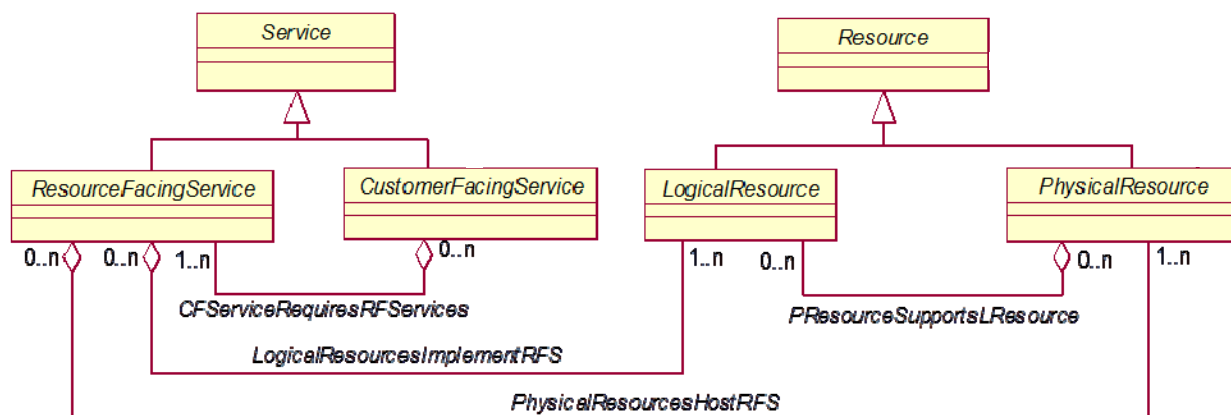 Service
Resource
ResourceFacingService
CustomerFacingService
LogicalResource
PhysicalResource
0..n
0..n
1..n
0..n
1..n
0..n
0..n
1..n
CFServiceRequiresRFServices
PResourceSupportsLResource
LogicalResourcesImplementRFS
PhysicalResourcesHostRFS